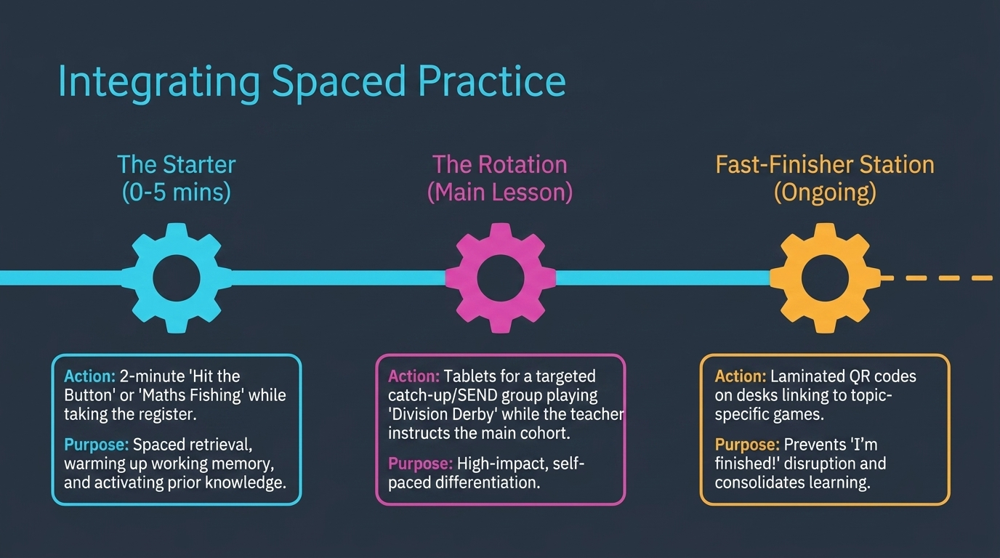 Integrating Spaced Practice
The Starter
(0-5 mins)
Action: 2-minute 'Hit the
Button' or 'Maths Fishing' while
taking the register.
Purpose: Spaced retrieval,
warming up working memory,
and activating prior knowledge.
The Rotation
(Main Lesson)
Action: Tablets for a targeted
catch-up/SEND group playing
'Division Derby' while the teacher
instructs the main cohort.
Purpose: High-impact, self-
paced differentiation.
Fast-Finisher Station
(Ongoing)
Action: Laminated QR codes
on desks linking to topic-
specific games.
Purpose: Prevents 'I’m
finished!' disruption and
consolidates learning.